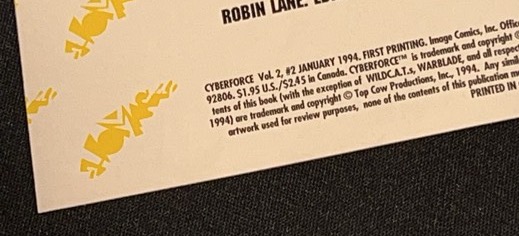 ROBIN LANE.
CYBERFORCE Vol. 2, #2 JANUARY 1994. FIRST PRINTING. Image Comics, Inc. Offic
92806. $1.95 U.S./$2.45 in Canada. CYBERFORCE™ is trademark and copyright ©
tents of this book (with the exception of WILDC.A.T.s, WARBLADE, and all respec
1994) are trademark and copyright © Top Cow Productions, Inc., 1994. Any simil
artwork used for review purposes, none of the contents of this publication m
PRINTED IN